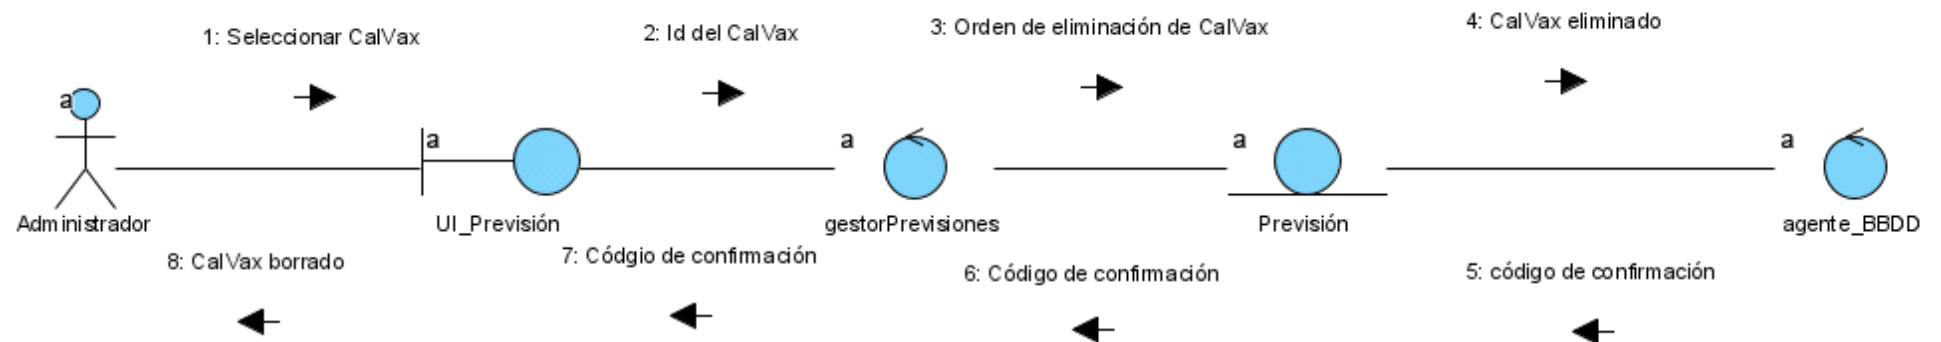 1: Seleccionar CalVax
2: Id del CalVax
3: Orden de eliminación de CalVax
4: CalVax eliminado
a
a
a
a
a
Administrador
UI_Previsión
gestorPrevisiones
Previsión
agente_BBDD
8: CalVax borrado
7: Códgio de confirmación
6: Código de confirmación
5: código de confirmación